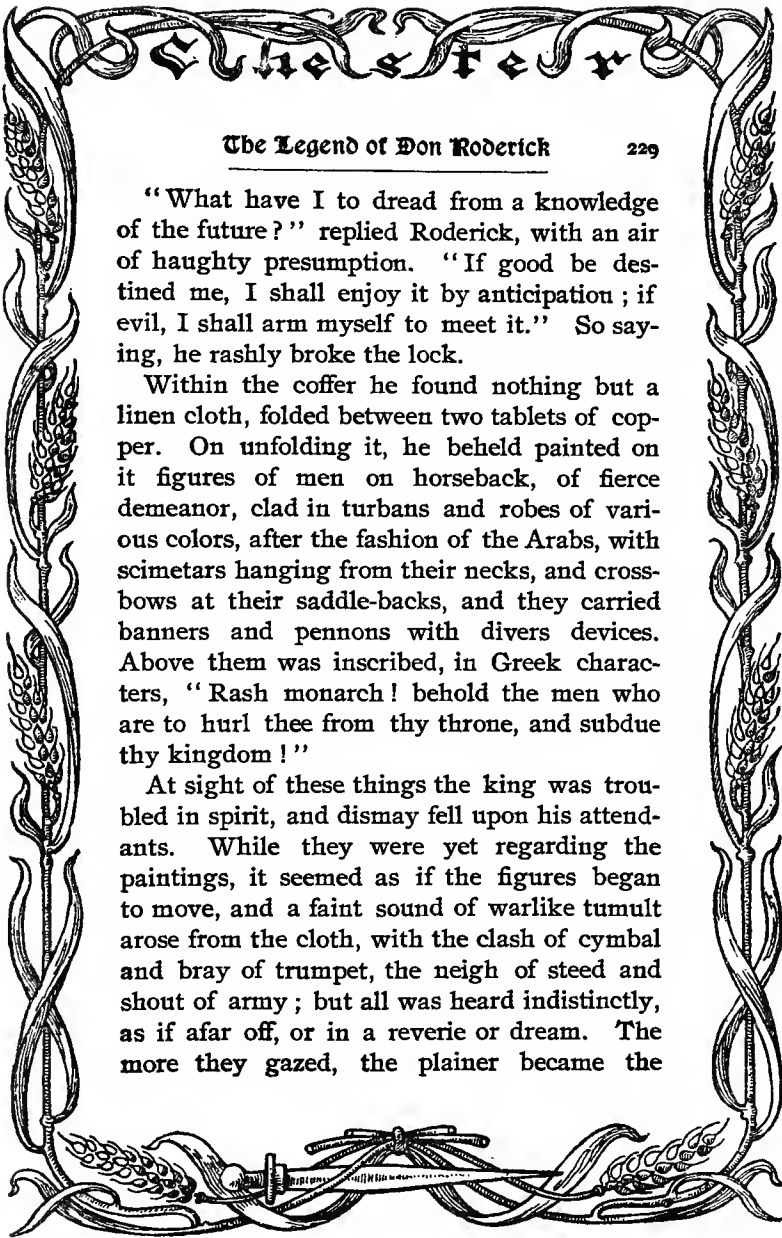 Chester
The Legend of Don Roderick 229
“What have I to dread from a knowledge
of the future?” replied Roderick, with an air
of haughty presumption. “If good be des-
tined me, I shall enjoy it by anticipation ; if
evil, I shall arm myself to meet it.” So say-
ing, he rashly broke the lock.
Within the coffer he found nothing but a
linen cloth, folded between two tablets of cop-
per. On unfolding it, he beheld painted on
it figures of men on horseback, of fierce
demeanor, clad in turbans and robes of vari-
ous colors, after the fashion of the Arabs, with
scimetars hanging from their necks, and cross-
bows at their saddle-backs, and they carried
banners and pennons with divers devices.
Above them was inscribed, in Greek charac-
ters, “Rash monarch ! behold the men who
are to hurl thee from thy throne, and subdue
thy kingdom !”
At sight of these things the king was trou-
bled in spirit, and dismay fell upon his attend-
ants. While they were yet regarding the
paintings, it seemed as if the figures began
to move, and a faint sound of warlike tumult
arose from the cloth, with the clash of cymbal
and bray of trumpet, the neigh of steed and
shout of army ; but all was heard indistinctly,
as if afar off, or in a reverie or dream. The
more they gazed, the plainer became the